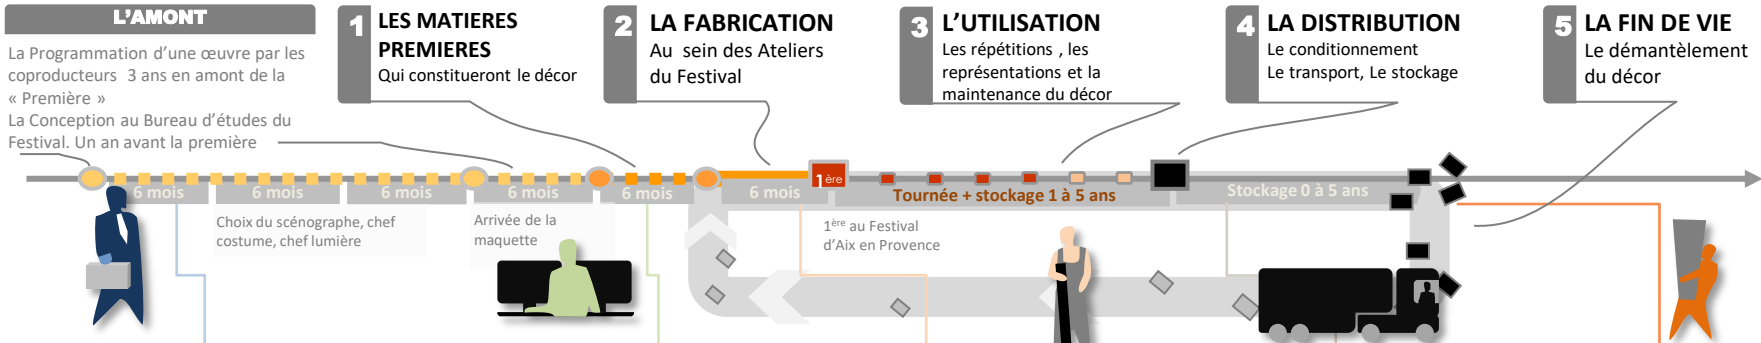 L'AMONT
La Programmation d'une œuvre par les
coproducteurs 3 ans en amont de la
« Première »
La Conception au Bureau d'études du
Festival. Un an avant la première
1 LES MATIERES
PREMIERES
Qui constitueront le décor
2 LA FABRICATION
Au sein des Ateliers
du Festival
3 L'UTILISATION
Les répétitions , les
représentations et la
maintenance du décor
4 LA DISTRIBUTION
Le conditionnement
Le transport, Le stockage
5 LA FIN DE VIE
Le démantèlement
du décor
6 mois
6 mois
6 mois
6 mois
6 mois
6 mois
1ère
Tournée + stockage 1 à 5 ans
Stockage 0 à 5 ans
Choix du scénographe, chef
costume, chef lumière
Arrivée de la
maquette
1ère au Festival
d'Aix en Provence